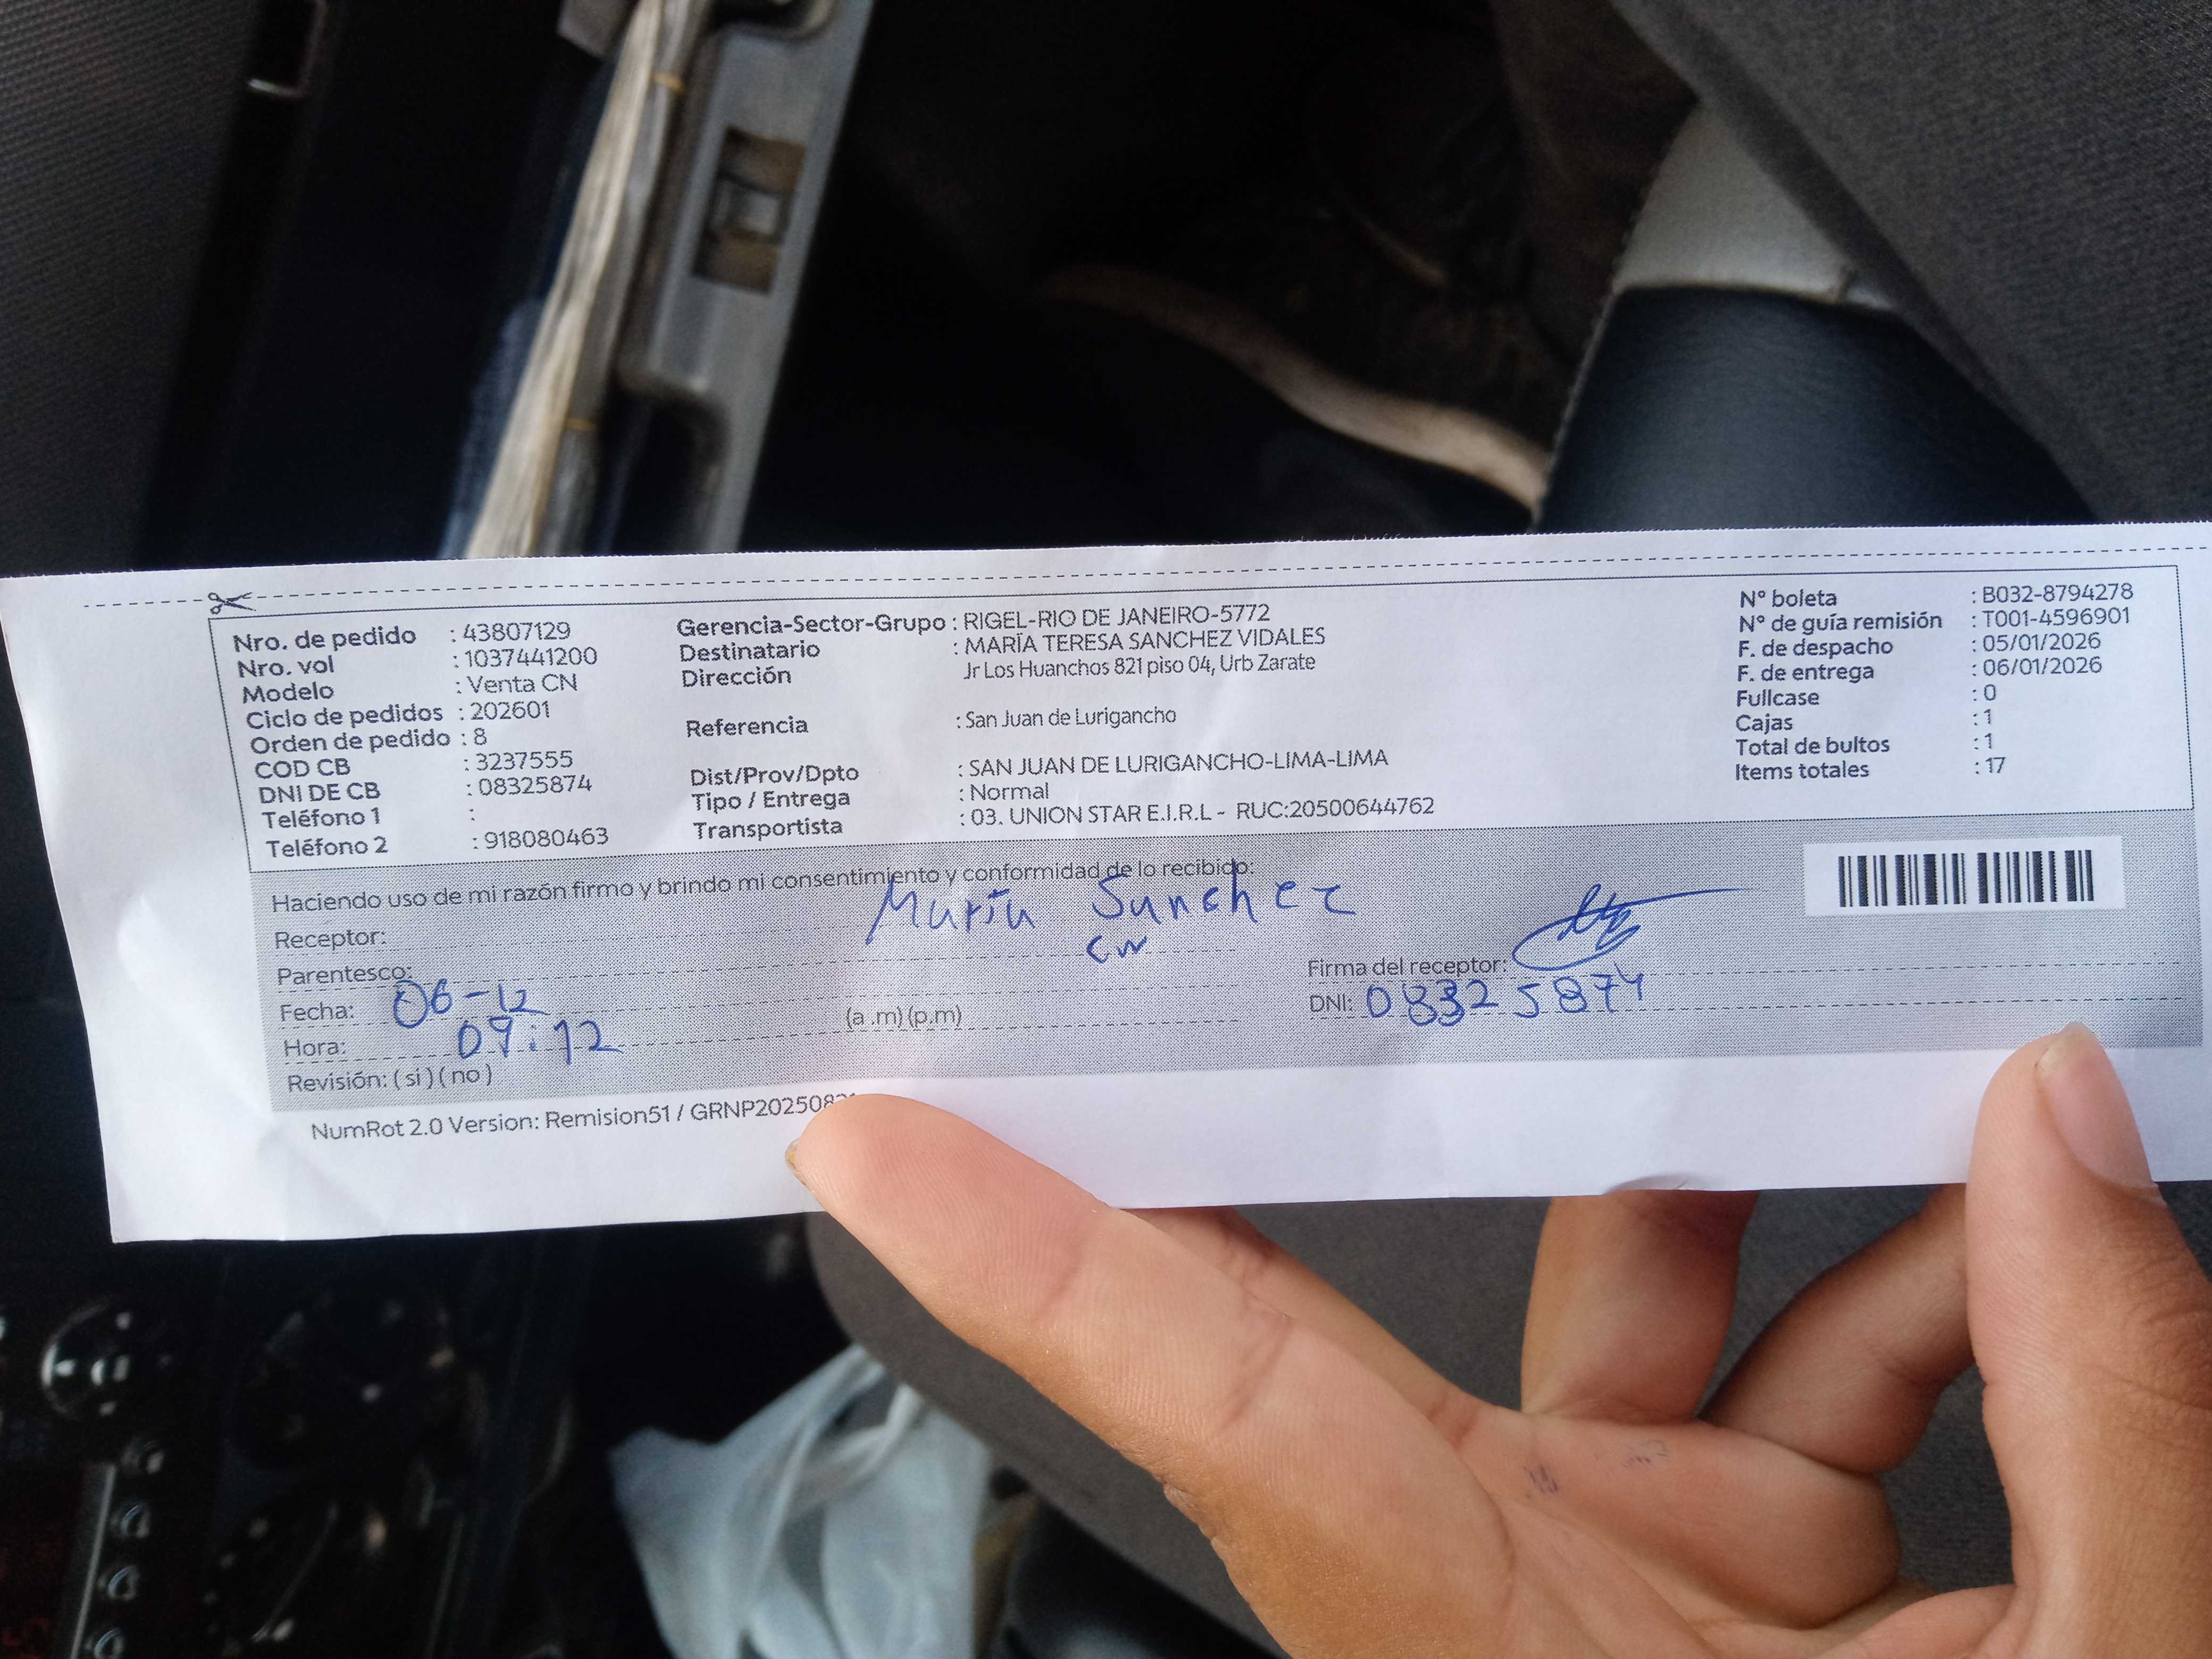 Nro. de pedido : 43807129
Nro. vol : 1037441200
Modelo : Venta CN
Ciclo de pedidos : 202601
Orden de pedido : 8
COD CB : 3237555
DNI DE CB : 08325874
Teléfono 1 :
Teléfono 2 : 918080463
Gerencia-Sector-Grupo : RIGEL-RIO DE JANEIRO-5772
Destinatario : MARÍA TERESA SANCHEZ VIDALES
Dirección Jr Los Huanchos 821 piso 04, Urb Zarate
Referencia : San Juan de Lurigancho
Dist/Prov/Dpto : SAN JUAN DE LURIGANCHO-LIMA-LIMA
Tipo / Entrega : Normal
Transportista : 03. UNION STAR E.I.R.L - RUC:20500644762
N° boleta : B032-8794278
N° de guía remisión : T001-4596901
F. de despacho : 05/01/2026
F. de entrega : 06/01/2026
Fullcase : 0
Cajas : 1
Total de bultos : 1
Items totales : 17
Haciendo uso de mi razón firmo y brindo mi consentimiento y conformidad de lo recibido:
Receptor: María Sanchez
Parentesco:
Firma del receptor:
Fecha: 06-12
DNI: 08325874
Hora: (a .m) (p.m)
Revisión: ( si ) ( no )
NumRot 2.0 Version: Remision51 /